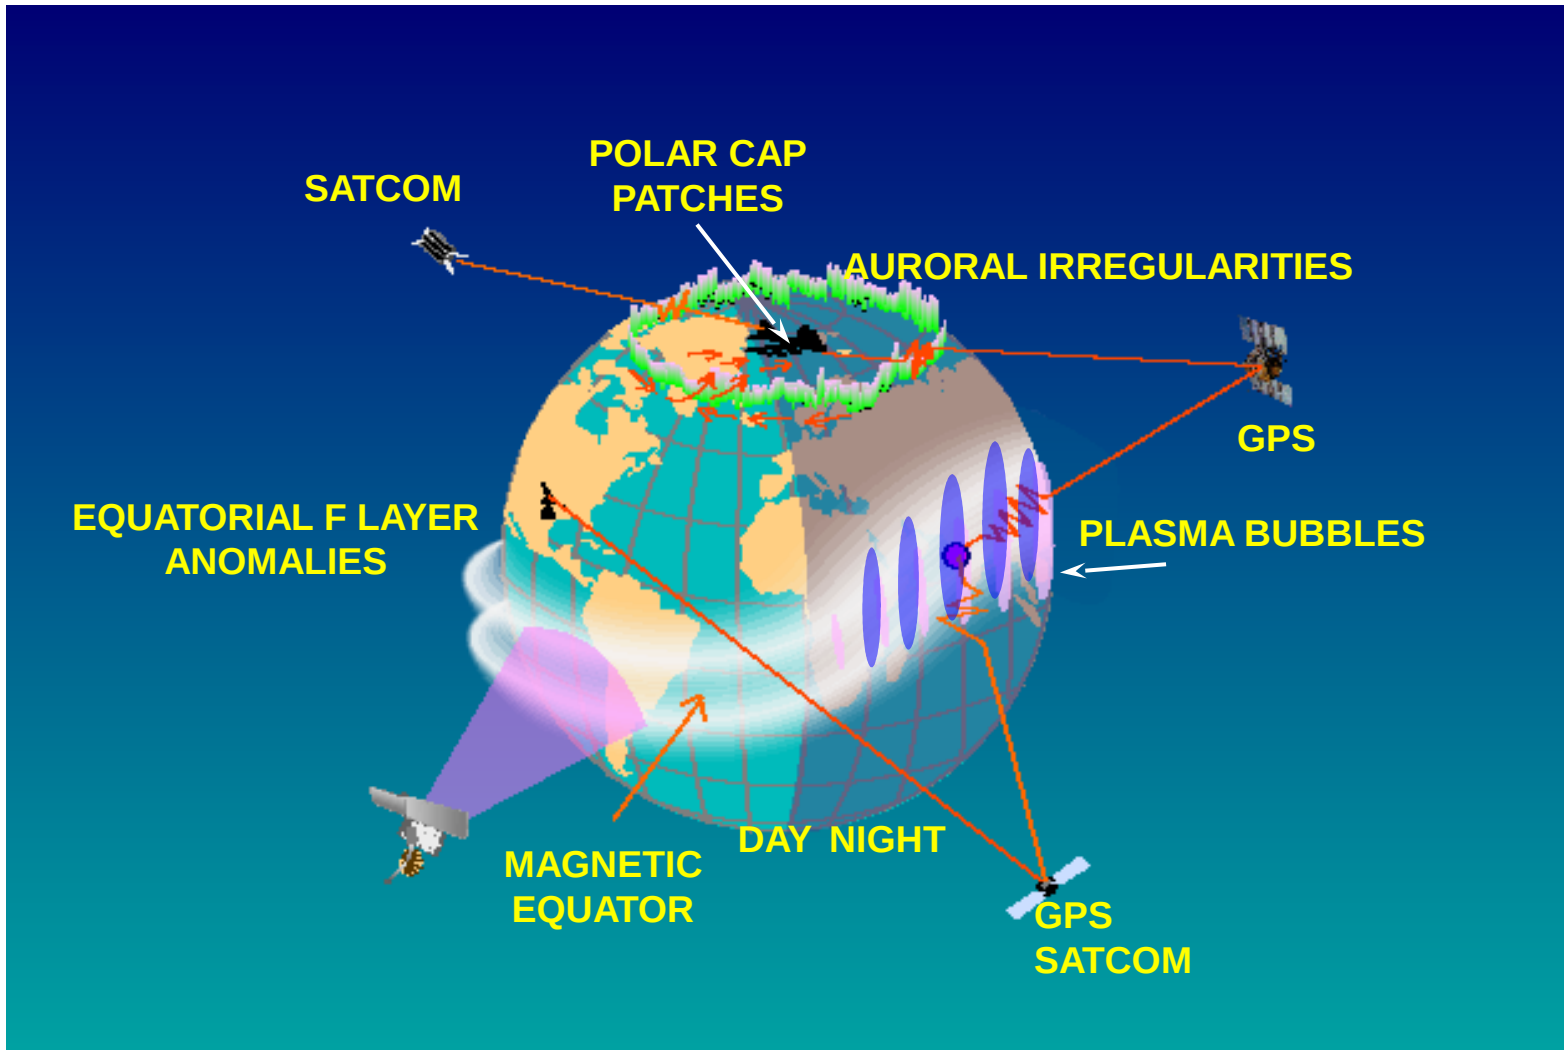 POLAR CAP
PATCHES
SATCOM
AURORAL IRREGULARITIES
GPS
EQUATORIAL F LAYER
ANOMALIES
PLASMA BUBBLES
DAY NIGHT
MAGNETIC
EQUATOR
GPS
SATCOM